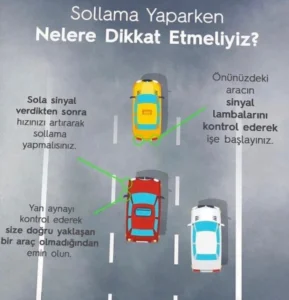 Sollama Yaparken
Nelere Dikkat Etmeliyiz?
Önünüzdeki
aracın
sinyal
lambalarını
kontrol ederek
işe başlayınız.
Sola sinyal
verdikten sonra
hızınızı artırarak
sollama
yapmalısınız.
Yan aynayı
kontrol ederek
size doğru yaklaşan
bir araç olmadığından
emin olun.